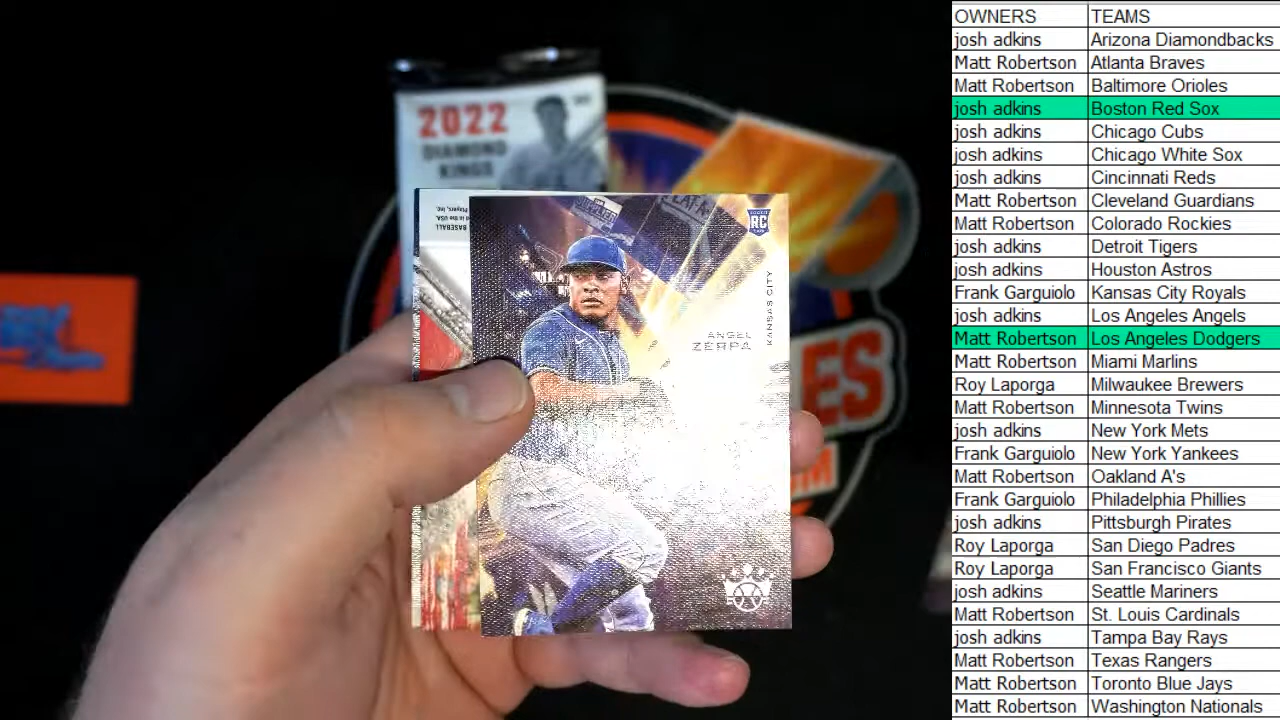 2022
DIAMOND
KINGS
BASEBALL
Players, Inc.
RC
KANSAS CITY
ANGEL
ZERPA
ES
OWNERS TEAMS
josh adkins Arizona Diamondbacks
Matt Robertson Atlanta Braves
Matt Robertson Baltimore Orioles
josh adkins Boston Red Sox
josh adkins Chicago Cubs
josh adkins Chicago White Sox
josh adkins Cincinnati Reds
Matt Robertson Cleveland Guardians
Matt Robertson Colorado Rockies
josh adkins Detroit Tigers
josh adkins Houston Astros
Frank Garguiolo Kansas City Royals
josh adkins Los Angeles Angels
Matt Robertson Los Angeles Dodgers
Matt Robertson Miami Marlins
Roy Laporga Milwaukee Brewers
Matt Robertson Minnesota Twins
josh adkins New York Mets
Frank Garguiolo New York Yankees
Matt Robertson Oakland A's
Frank Garguiolo Philadelphia Phillies
josh adkins Pittsburgh Pirates
Roy Laporga San Diego Padres
Roy Laporga San Francisco Giants
josh adkins Seattle Mariners
Matt Robertson St. Louis Cardinals
josh adkins Tampa Bay Rays
Matt Robertson Texas Rangers
Matt Robertson Toronto Blue Jays
Matt Robertson Washington Nationals